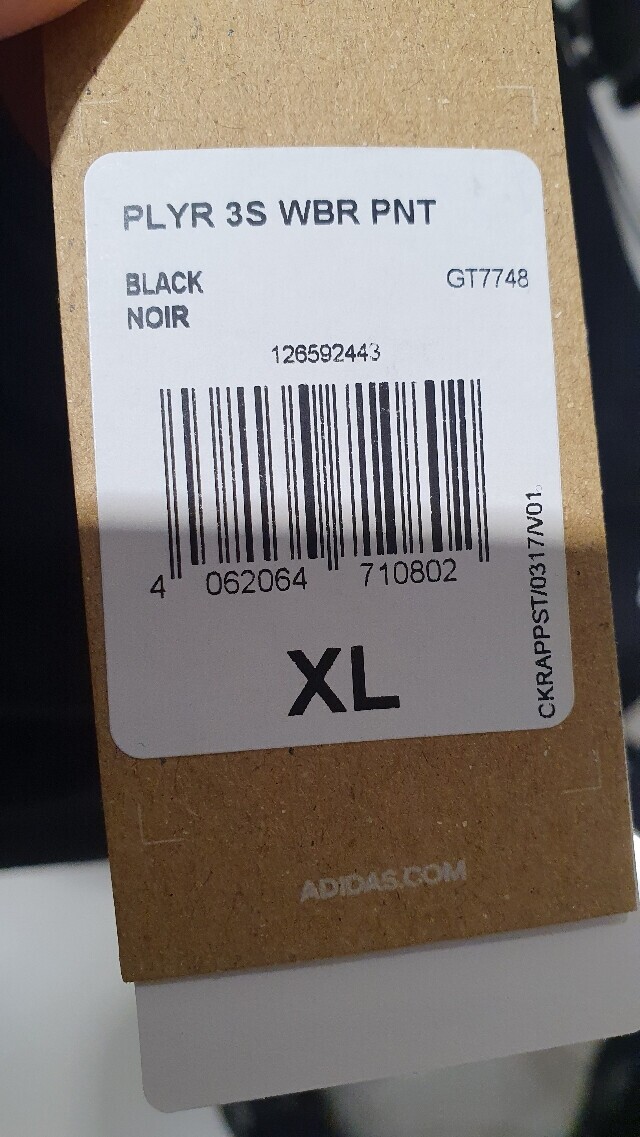 PLYR 3S WBR PNT
BLACK GT7748
NOIR
126592443
4 062064 710802
XL
CKRAPPST/0317/V01
ADIDAS.COM